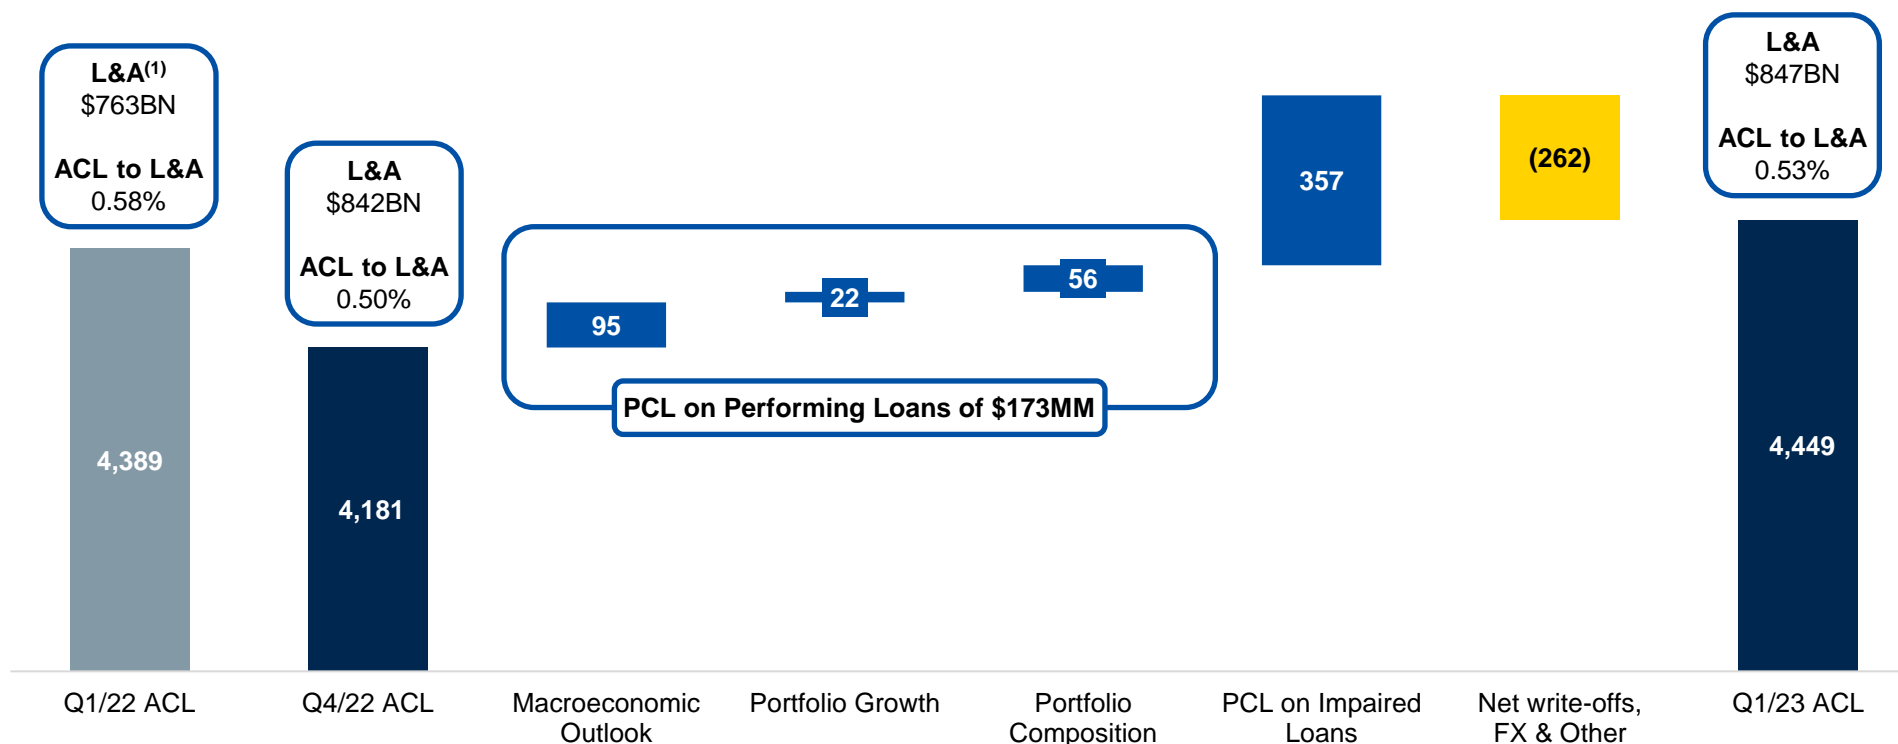 L&A(1)
$763BN
ACL to L&A
0.58%
4,389
L&A
$842BN
ACL to L&A
0.50%
4,181
95
22
56
PCL on Performing Loans of $173MM
357
(262)
L&A
$847BN
ACL to L&A
0.53%
4,449
Q1/22 ACL
Q4/22 ACL
Macroeconomic
Outlook
Portfolio Growth
Portfolio
Composition
PCL on Impaired
Loans
Net write-offs,
FX & Other
Q1/23 ACL